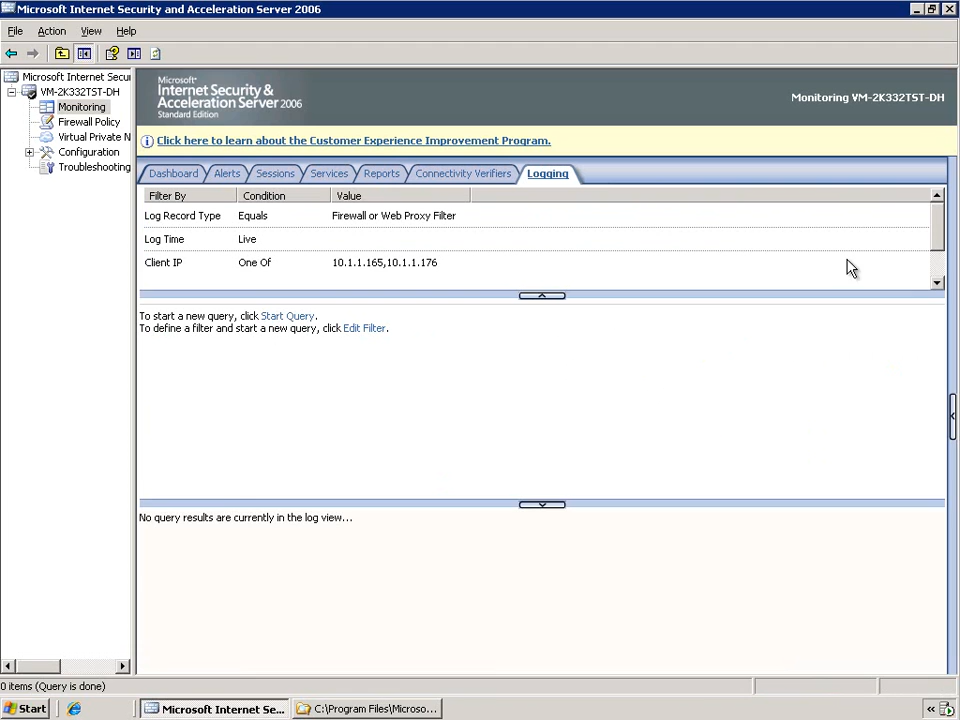 Microsoft Internet Security and Acceleration Server 2006
File Action View Help
Microsoft Internet Secu
VM-2K332TST-DH
Monitoring
Firewall Policy
Virtual Private N
Configuration
Troubleshooting
Microsoft®
Internet Security &
Acceleration Server 2006
Standard Edition
Monitoring VM-2K332TST-DH
Click here to learn about the Customer Experience Improvement Program.
Dashboard Alerts Sessions Services Reports Connectivity Verifiers Logging
Filter By Condition Value
Log Record Type Equals Firewall or Web Proxy Filter
Log Time Live
Client IP One Of 10.1.1.165,10.1.1.176
To start a new query, click Start Query.
To define a filter and start a new query, click Edit Filter.
No query results are currently in the log view...
0 items (Query is done)
Start Microsoft Internet Se... C:\Program Files\Microso... «